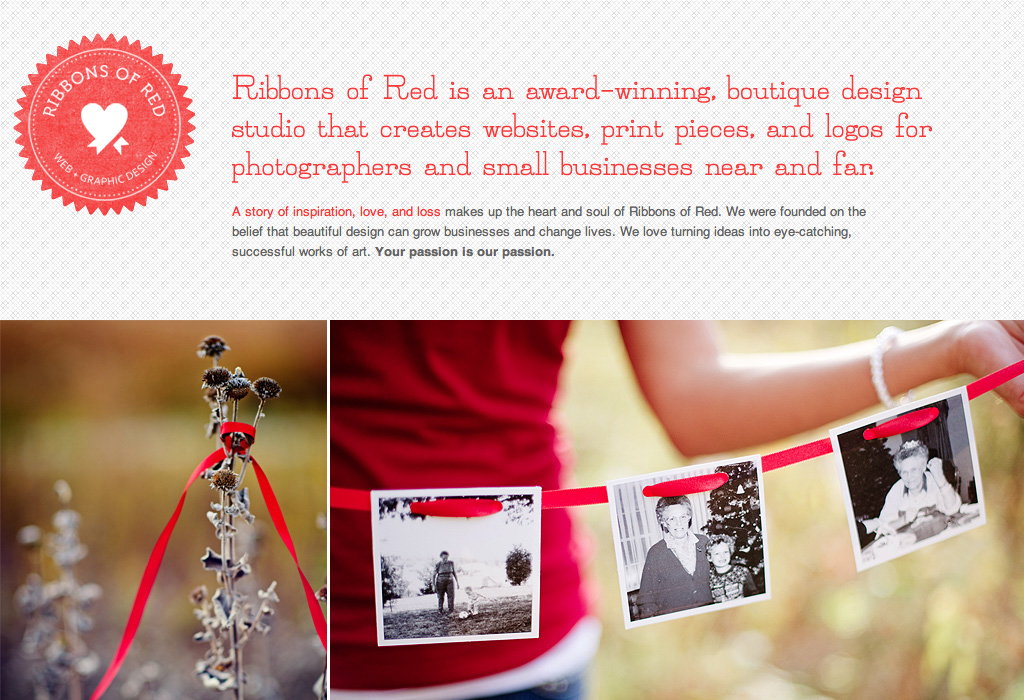 RIBBONS OF RED
WEB + GRAPHIC DESIGN
Ribbons of Red is an award-winning, boutique design
studio that creates websites, print pieces, and logos for
photographers and small businesses near and far.
A story of inspiration, love, and loss makes up the heart and soul of Ribbons of Red. We were founded on the
belief that beautiful design can grow businesses and change lives. We love turning ideas into eye-catching,
successful works of art. Your passion is our passion.